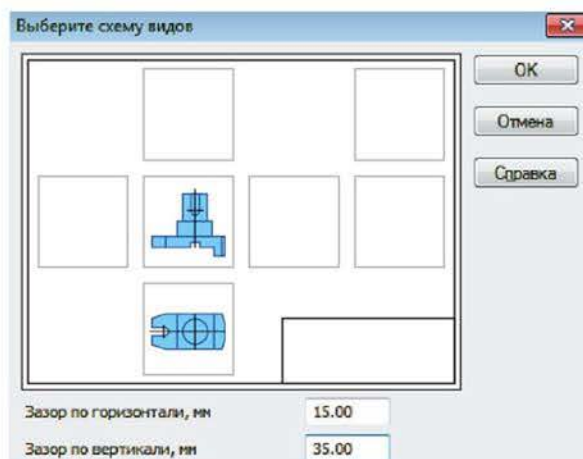 Выберите схему видов
OK
Отмена
Справка
Зазор по горизонтали, мм 15.00
Зазор по вертикали, мм 35.00